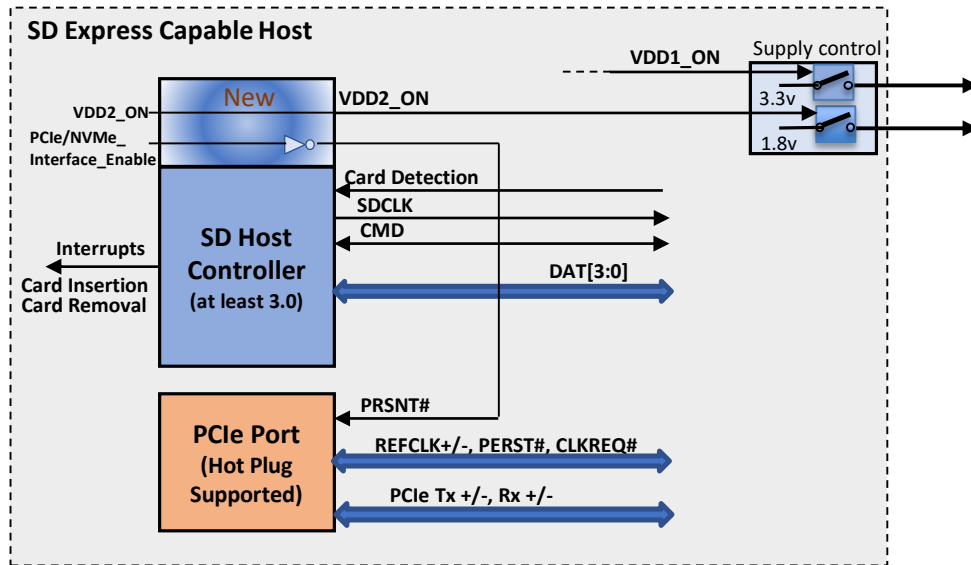 SD Express Capable Host
VDD1_ON
Supply control
New
VDD2_ON
VDD2_ON
3.3v
1.8v
PCIe/NVMe_
Interface_Enable
Card Detection
SDCLK
CMD
SD Host
Controller
(at least 3.0)
DAT[3:0]
Interrupts
Card Insertion
Card Removal
PRSNT#
PCIe Port
(Hot Plug
Supported)
REFCLK+/-, PERST#, CLKREQ#
PCIe Tx +/-, Rx +/-